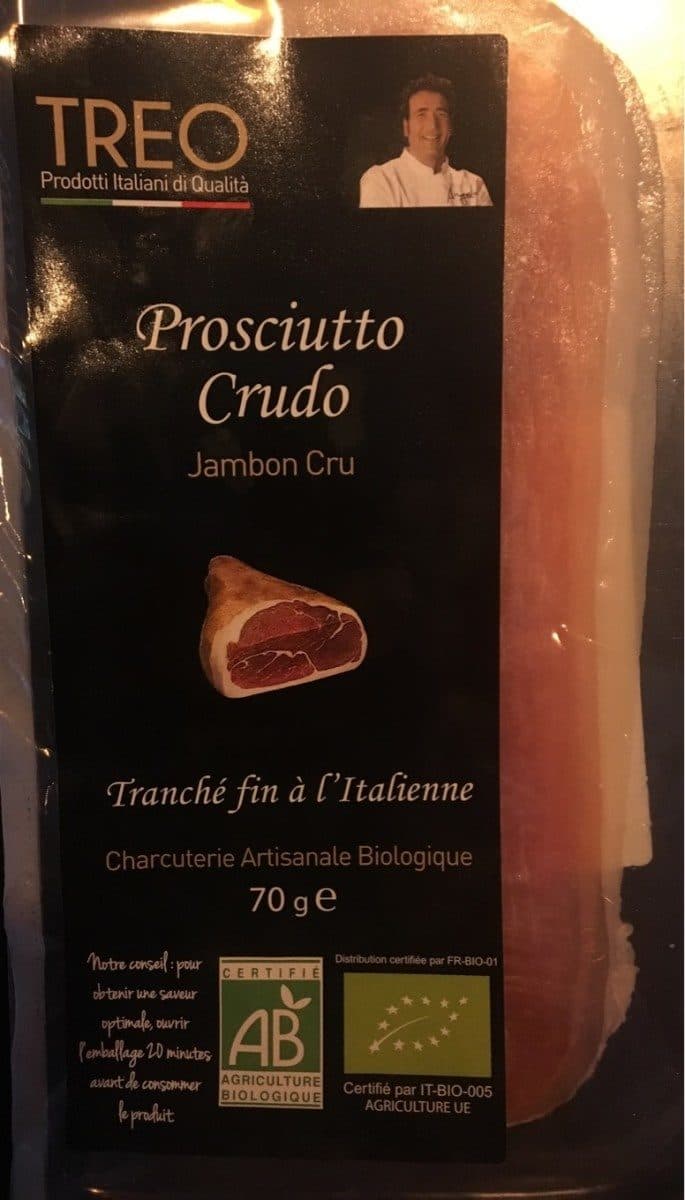 TREO
Prodotti Italiani di Qualità
Prosciutto
Crudo
Jambon Cru
Tranché fin à l'Italienne
Charcuterie Artisanale Biologique
70 g e
Notre conseil : pour
obtenir une saveur
optimale, ouvrir
l'emballage 20 minutes
avant de consommer
le produit
CERTIFIÉ
AB
AGRICULTURE
BIOLOGIQUE
Distribution certifiée par FR-BIO-01
Certifié par IT-BIO-005
AGRICULTURE UE